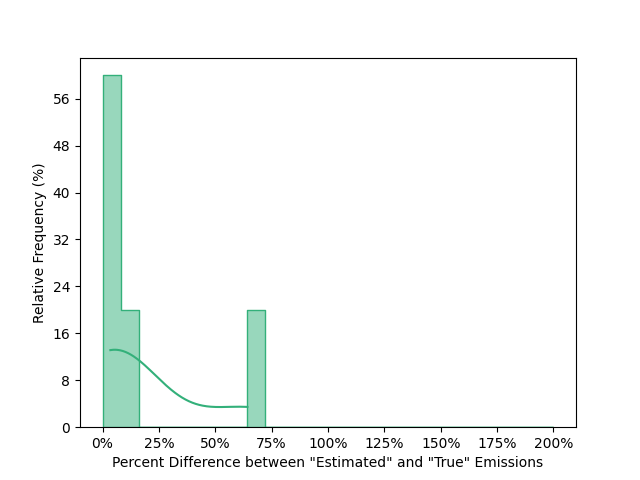 56
48
40
32
24
16
8
0
Relative Frequency (%)
0% 25% 50% 75% 100% 125% 150% 175% 200%
Percent Difference between "Estimated" and "True" Emissions